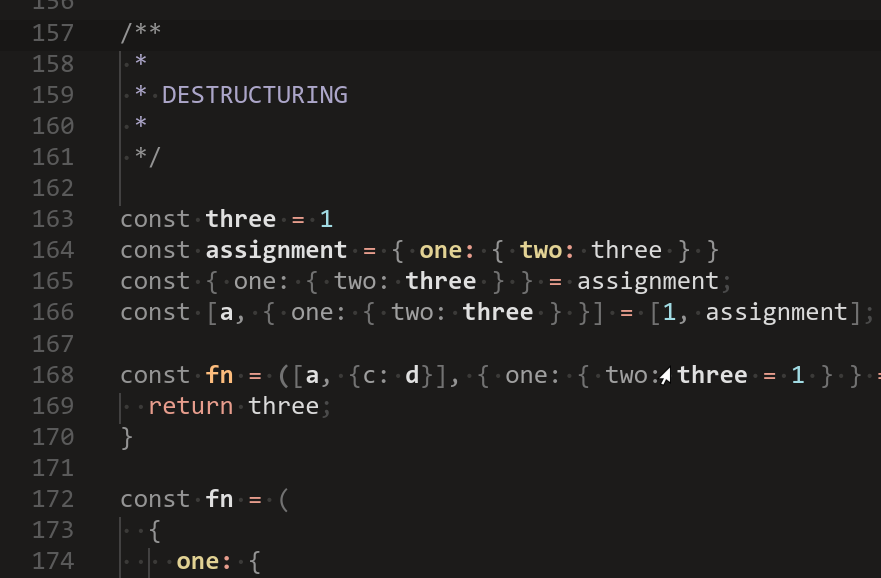 156
157 /**
158  *
159  * DESTRUCTURING
160  *
161  */
162
163 const three = 1
164 const assignment = { one: { two: three } }
165 const { one: { two: three } } = assignment;
166 const [a, { one: { two: three } }] = [1, assignment];
167
168 const fn = ([a, {c: d}], { one: { two: three = 1 } } =
169   return three;
170 }
171
172 const fn = (
173   {
174     one: {